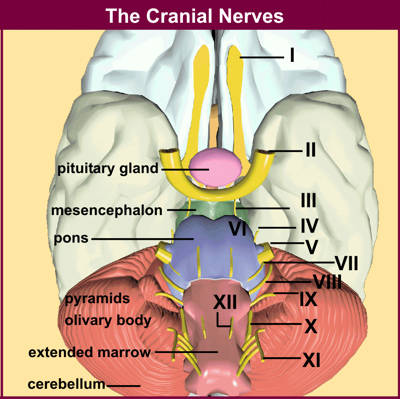 The Cranial Nerves
I
II
pituitary gland
III
mesencephalon
IV
VI
pons
V
VII
VIII
pyramids
IX
XII
olivary body
X
extended marrow
XI
cerebellum